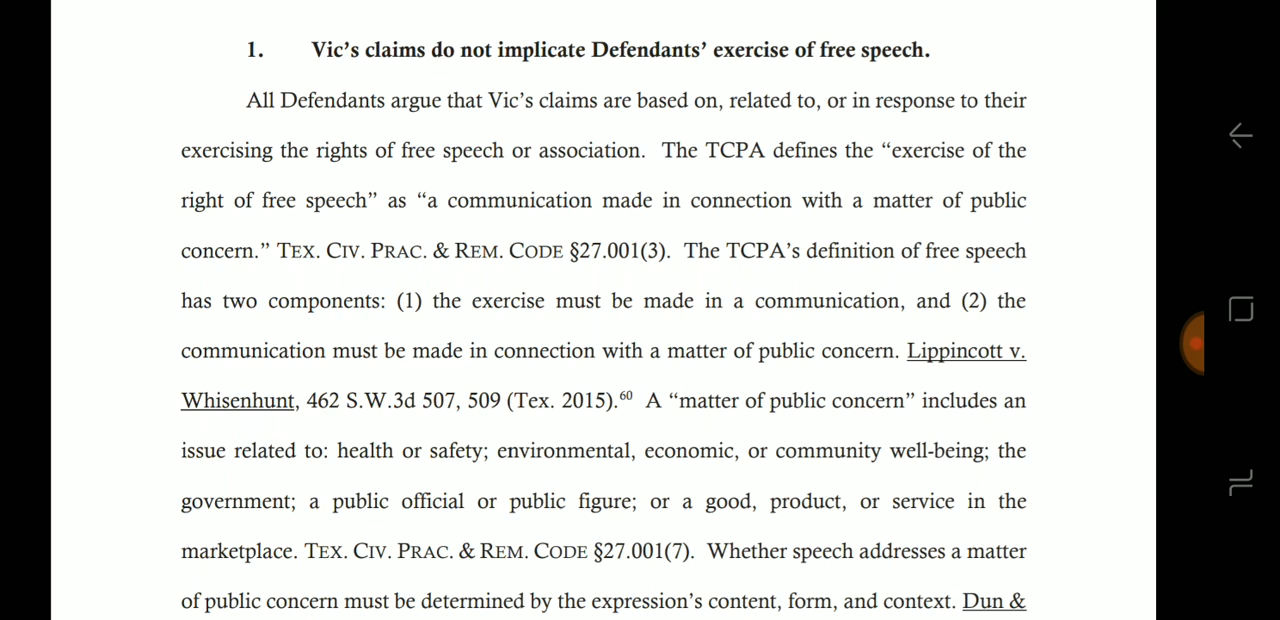 1. Vic’s claims do not implicate Defendants’ exercise of free speech.
All Defendants argue that Vic’s claims are based on, related to, or in response to their
exercising the rights of free speech or association. The TCPA defines the “exercise of the
right of free speech” as “a communication made in connection with a matter of public
concern.” TEX. CIV. PRAC. & REM. CODE §27.001(3). The TCPA’s definition of free speech
has two components: (1) the exercise must be made in a communication, and (2) the
communication must be made in connection with a matter of public concern. Lippincott v.
Whisenhunt, 462 S.W.3d 507, 509 (Tex. 2015).60 A “matter of public concern” includes an
issue related to: health or safety; environmental, economic, or community well-being; the
government; a public official or public figure; or a good, product, or service in the
marketplace. TEX. CIV. PRAC. & REM. CODE §27.001(7). Whether speech addresses a matter
of public concern must be determined by the expression’s content, form, and context. Dun &